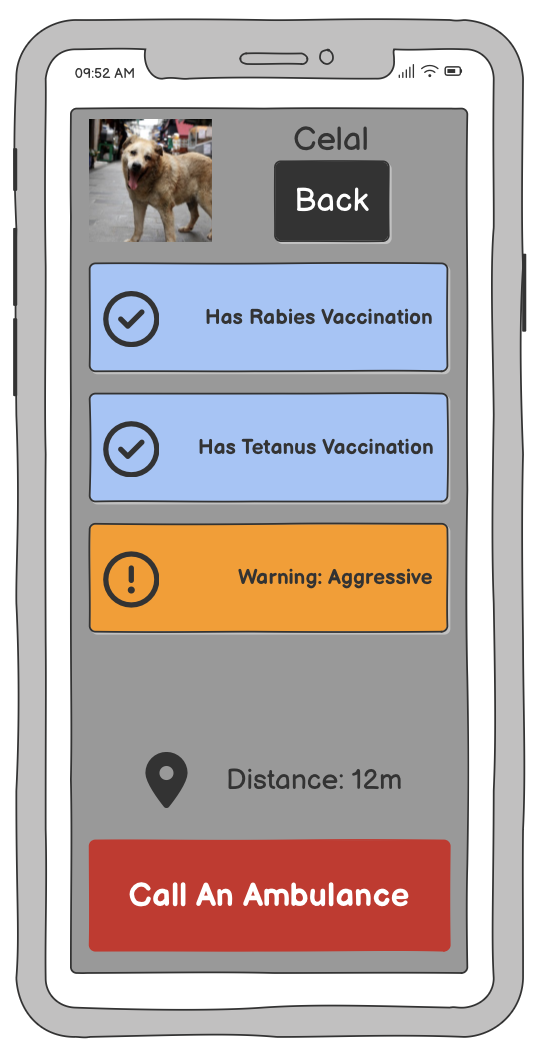 09:52 AM
Celal
Back
Has Rabies Vaccination
Has Tetanus Vaccination
Warning: Aggressive
Distance: 12m
Call An Ambulance